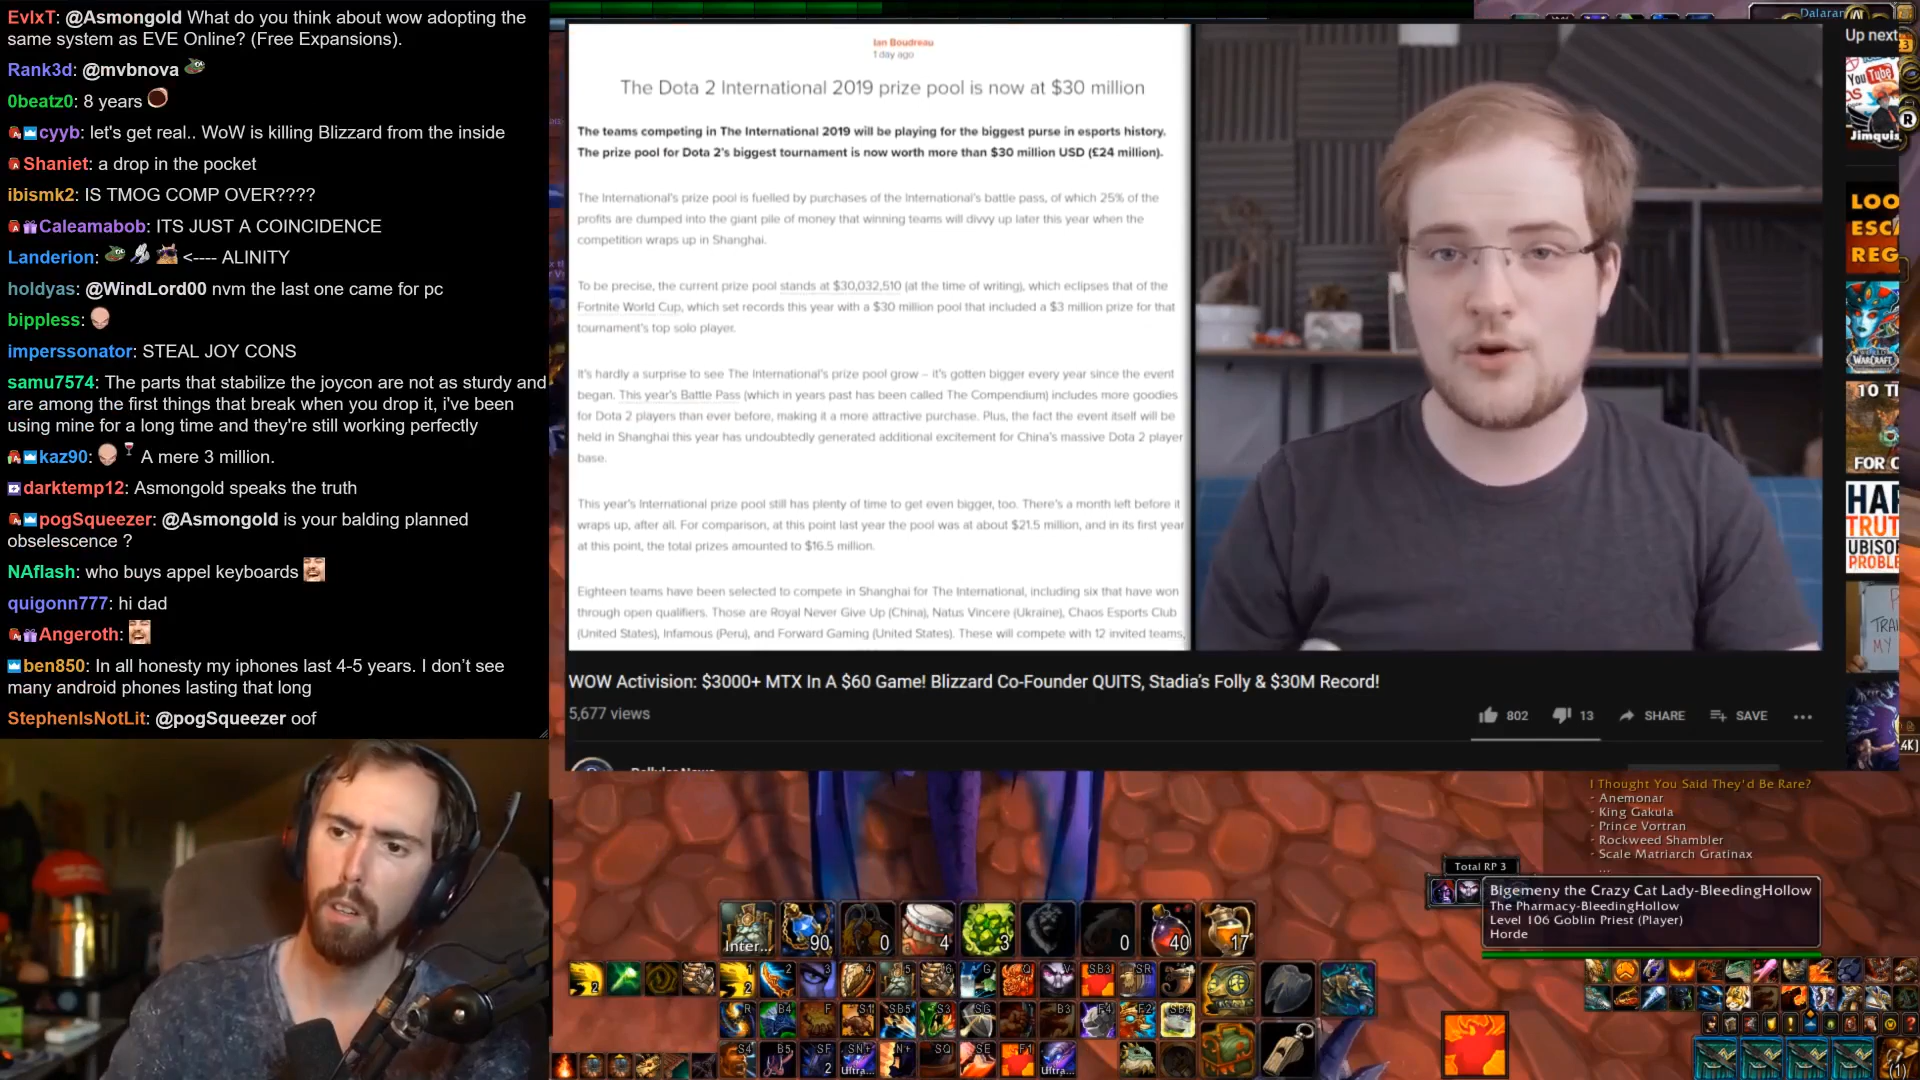 EvIxT: @Asmongold What do you think about wow adopting the
same system as EVE Online? (Free Expansions).
Rank3d: @mvbnova
0beatz0: 8 years
cyyb: let's get real.. WoW is killing Blizzard from the inside
Shaniet: a drop in the pocket
ibismk2: IS TMOG COMP OVER????
Caleamabob: ITS JUST A COINCIDENCE
Landerion: <---- ALINITY
holdyas: @WindLord00 nvm the last one came for pc
bippless:
imperssonator: STEAL JOY CONS
samu7574: The parts that stabilize the joycon are not as sturdy and
are among the first things that break when you drop it, i've been
using mine for a long time and they're still working perfectly
kaz90: A mere 3 million.
darktemp12: Asmongold speaks the truth
pogSqueezer: @Asmongold is your balding planned
obselescence ?
NAflash: who buys appel keyboards
quigonn777: hi dad
Angeroth:
ben850: In all honesty my iphones last 4-5 years. I don't see
many android phones lasting that long
StephenIsNotLit: @pogSqueezer oof
Ian Boudreau
1 day ago
The Dota 2 International 2019 prize pool is now at $30 million
The teams competing in The International 2019 will be playing for the biggest purse in esports history.
The prize pool for Dota 2's biggest tournament is now worth more than $30 million USD (£24 million).
The International's prize pool is fuelled by purchases of the International's battle pass, of which 25% of the
profits are dumped into the giant pile of money that winning teams will divvy up later this year when the
competition wraps up in Shanghai.
To be precise, the current prize pool stands at $30,032,510 (at the time of writing), which eclipses that of the
Fortnite World Cup, which set records this year with a $30 million pool that included a $3 million prize for that
tournament's top solo player.
It's hardly a surprise to see The International's prize pool grow – it's gotten bigger every year since the event
began. This year's Battle Pass (which in years past has been called The Compendium) includes more goodies
for Dota 2 players than ever before, making it a more attractive purchase. Plus, the fact the event itself will be
held in Shanghai this year has undoubtedly generated additional excitement for China's massive Dota 2 player
base.
This year's International prize pool still has plenty of time to get even bigger, too. There's a month left before it
wraps up, after all. For comparison, at this point last year the pool was at about $21.5 million, and in its first year
at this point, the total prizes amounted to $16.5 million.
Eighteen teams have been selected to compete in Shanghai for The International, including six that have won
through open qualifiers. Those are Royal Never Give Up (China), Natus Vincere (Ukraine), Chaos Esports Club
(United States), Infamous (Peru), and Forward Gaming (United States). These will compete with 12 invited teams,
WOW Activision: $3000+ MTX In A $60 Game! Blizzard Co-Founder QUITS, Stadia's Folly & $30M Record!
5,677 views
802
13
SHARE
SAVE
Dalaran
Up next
You Tube
Jimquis
LOO
ESC
REG
WARCRAFT
10 TI
FOR C
HAR
TRUT
UBISO
PROBLE
TRAI
MY
4K]
I Thought You Said They'd Be Rare?
- Anemonar
- King Gakula
- Prince Vortran
- Rockweed Shambler
- Scale Matriarch Gratinax
...
Total RP 3
Bigemeny the Crazy Cat Lady-BleedingHollow
The Pharmacy-BleedingHollow
Level 106 Goblin Priest (Player)
Horde
Inter...
90
0
4
3
0
40
17